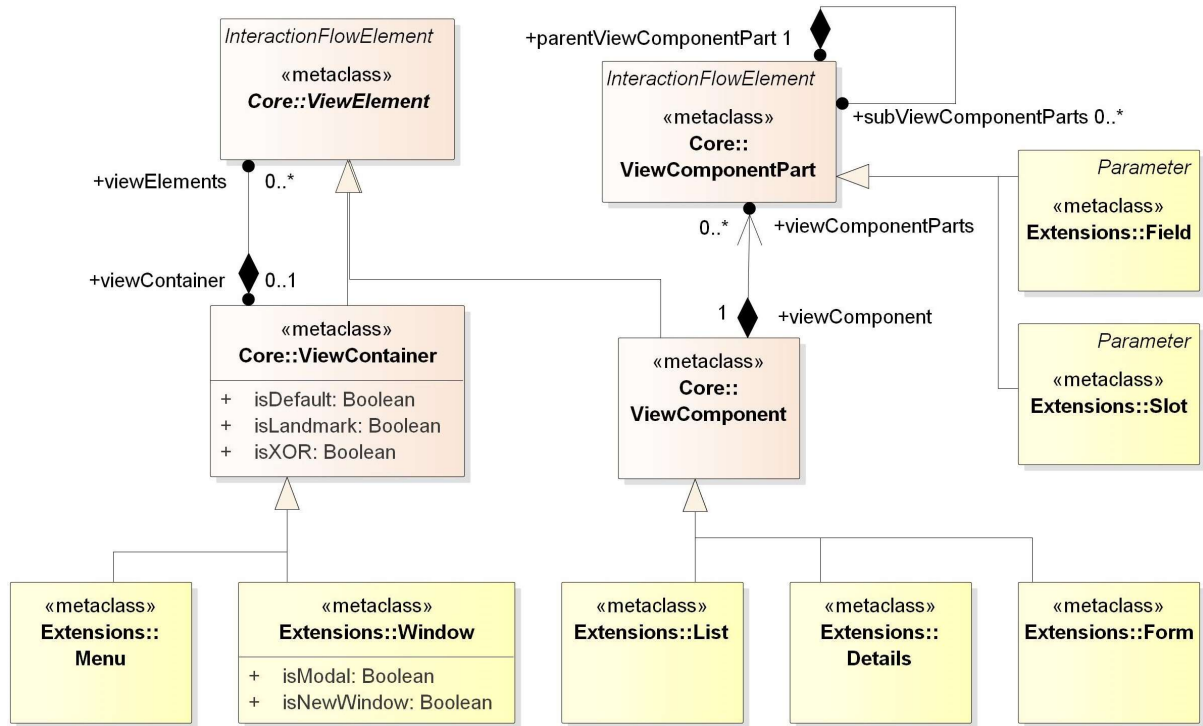 InteractionFlowElement
«metaclass»
Core::ViewElement
+parentViewComponentPart 1
InteractionFlowElement
«metaclass»
Core::
ViewComponentPart
+subViewComponentParts 0..*
+viewElements 0..*
+viewContainer 0..1
0..* +viewComponentParts
1 +viewComponent
Parameter
«metaclass»
Extensions::Field
«metaclass»
Core::ViewContainer
+ isDefault: Boolean
+ isLandmark: Boolean
+ isXOR: Boolean
«metaclass»
Core::
ViewComponent
Parameter
«metaclass»
Extensions::Slot
«metaclass»
Extensions::
Menu
«metaclass»
Extensions::Window
+ isModal: Boolean
+ isNewWindow: Boolean
«metaclass»
Extensions::List
«metaclass»
Extensions::
Details
«metaclass»
Extensions::Form